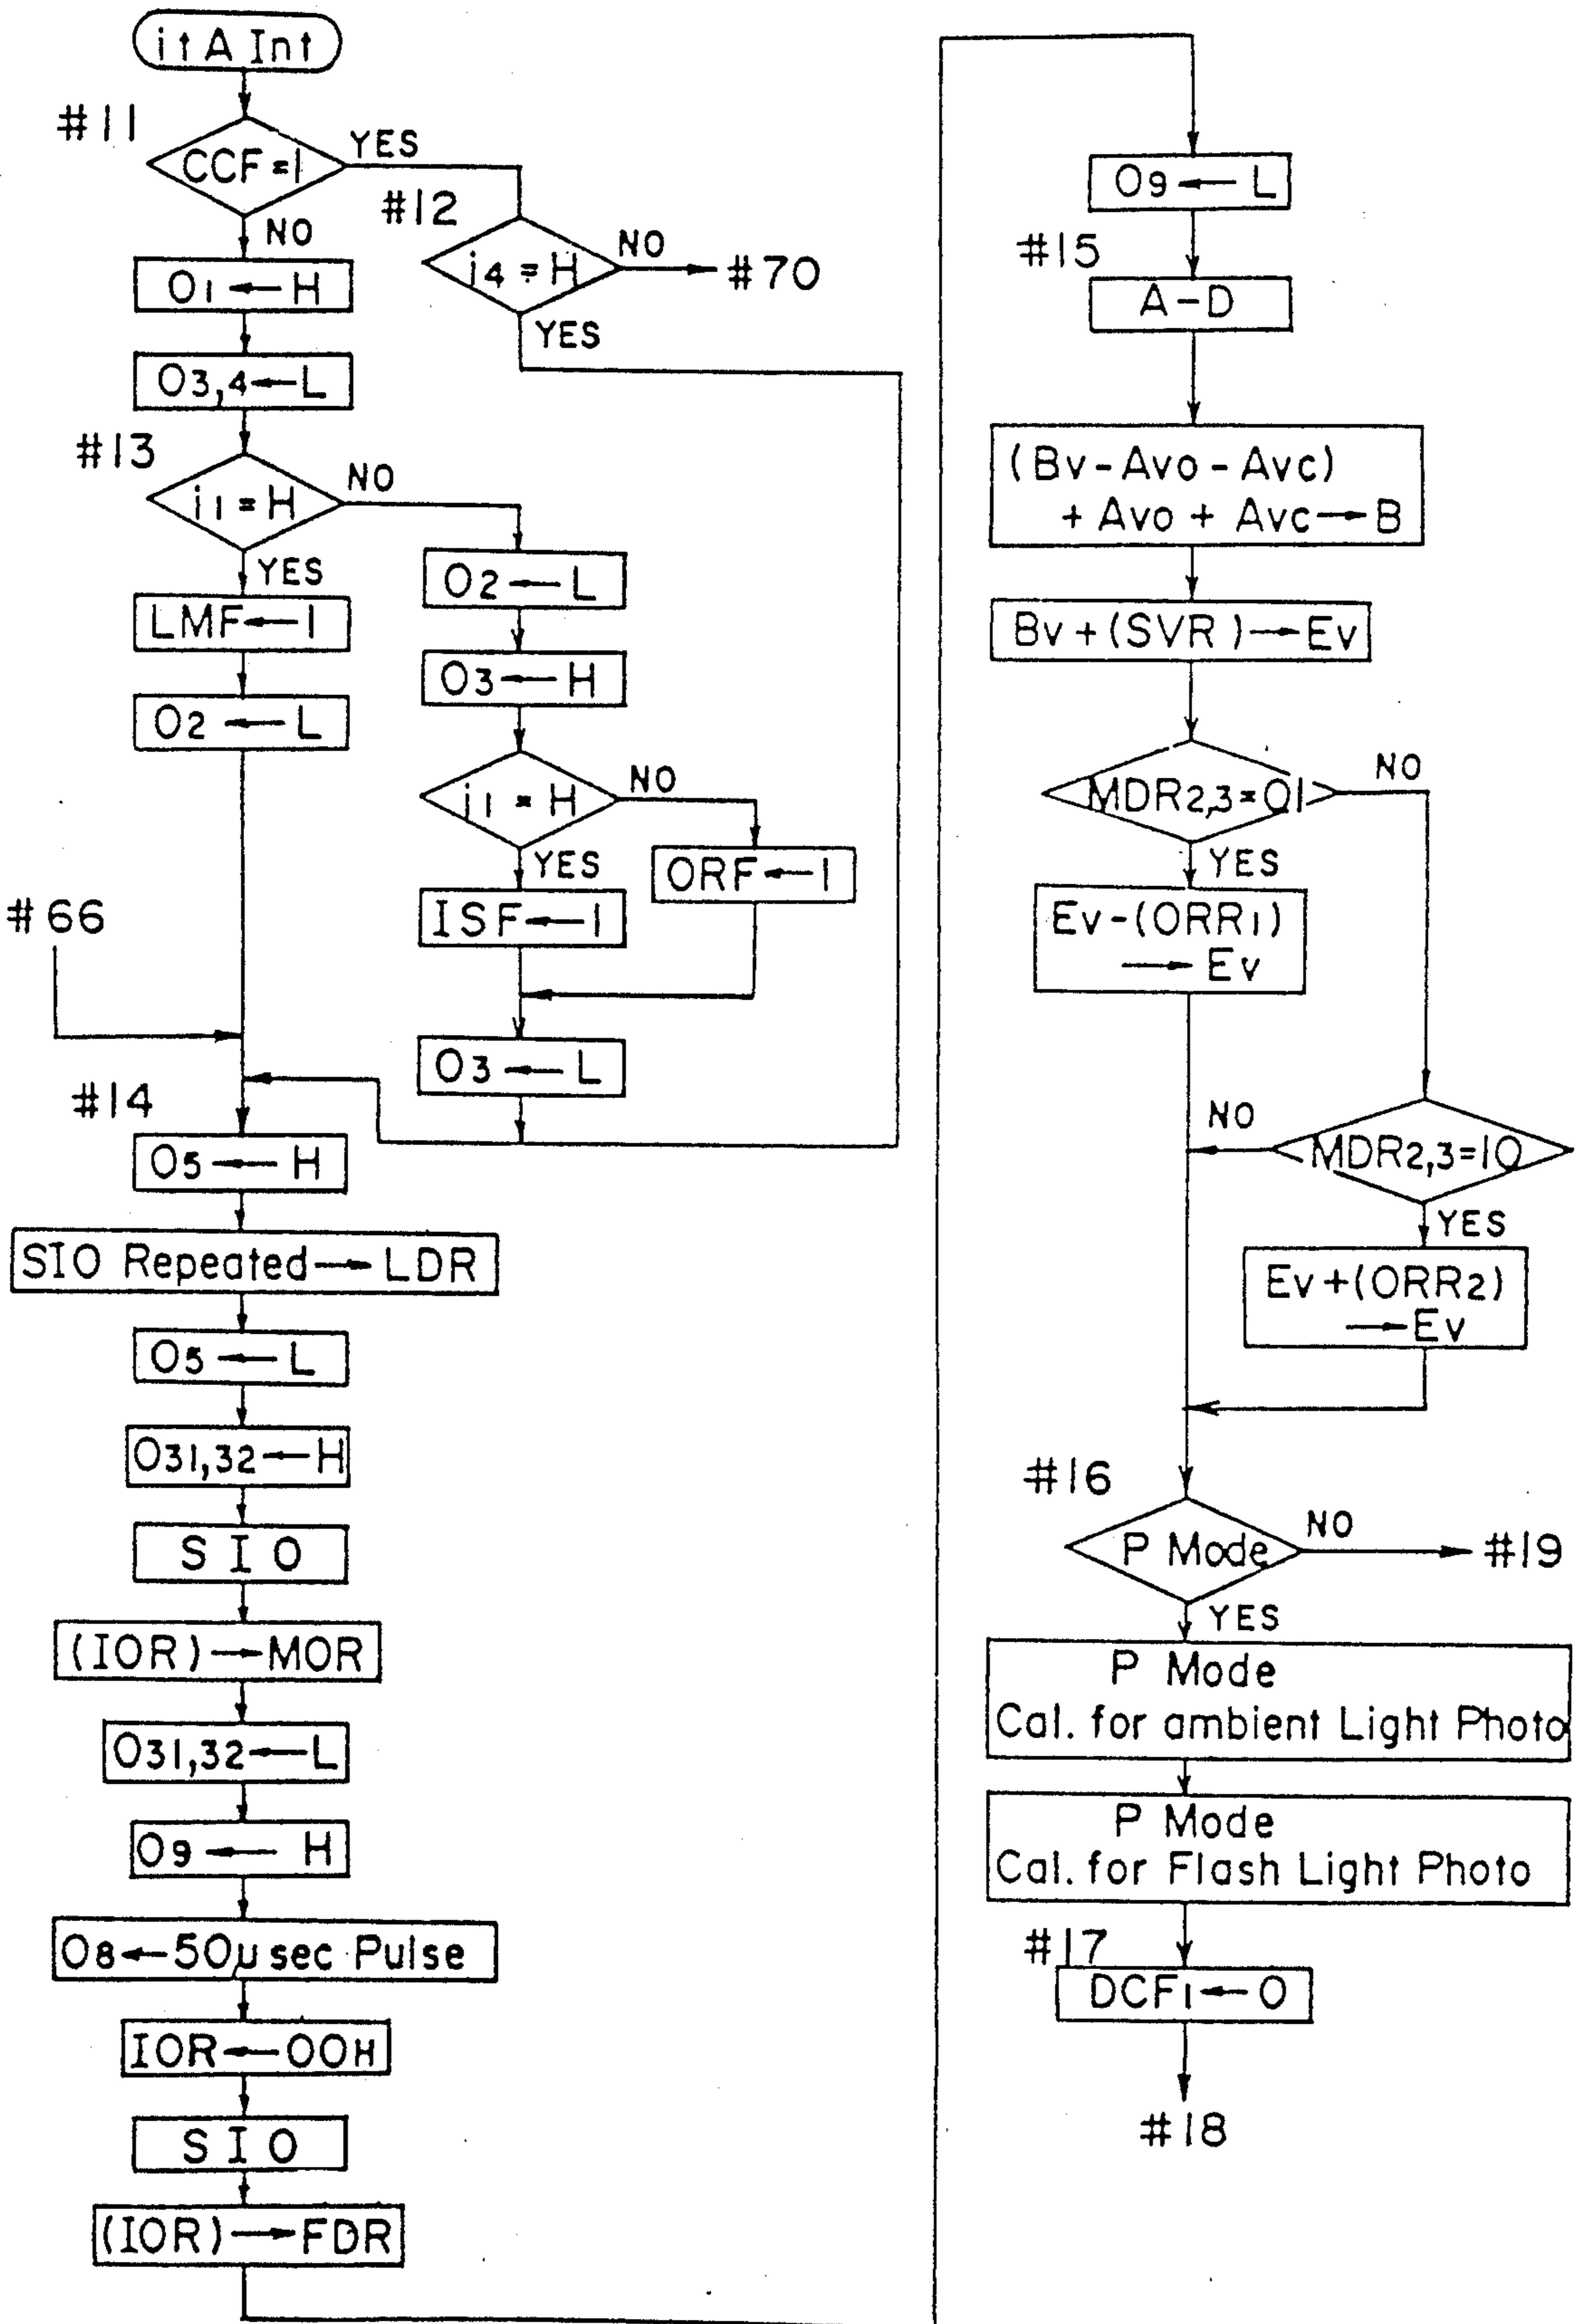 itA Int
#11
CCF=1
YES
NO
#12
i4=H
NO
#70
YES
O1←H
O3,4←L
#13
i1=H
NO
YES
LMF←1
O2←L
O2←L
O3←H
i1=H
NO
YES
ORF←1
ISF←1
#66
O3←L
#14
O5←H
SIO Repeated→LDR
O5←L
O31,32←H
SIO
(IOR)→MOR
O31,32←L
O9←H
O8←50μsec Pulse
IOR←OOH
SIO
(IOR)→FDR
O9←L
#15
A-D
(Bv-Avo-Avc)
+Avo+Avc→B
Bv+(SVR)→Ev
MDR2,3=01
NO
YES
Ev-(ORR1)
→Ev
NO
MDR2,3=10
YES
Ev+(ORR2)
→Ev
#16
P Mode
NO
#19
YES
P Mode
Cal. for ambient Light Photo
P Mode
Cal. for Flash Light Photo
#17
DCF1←0
#18